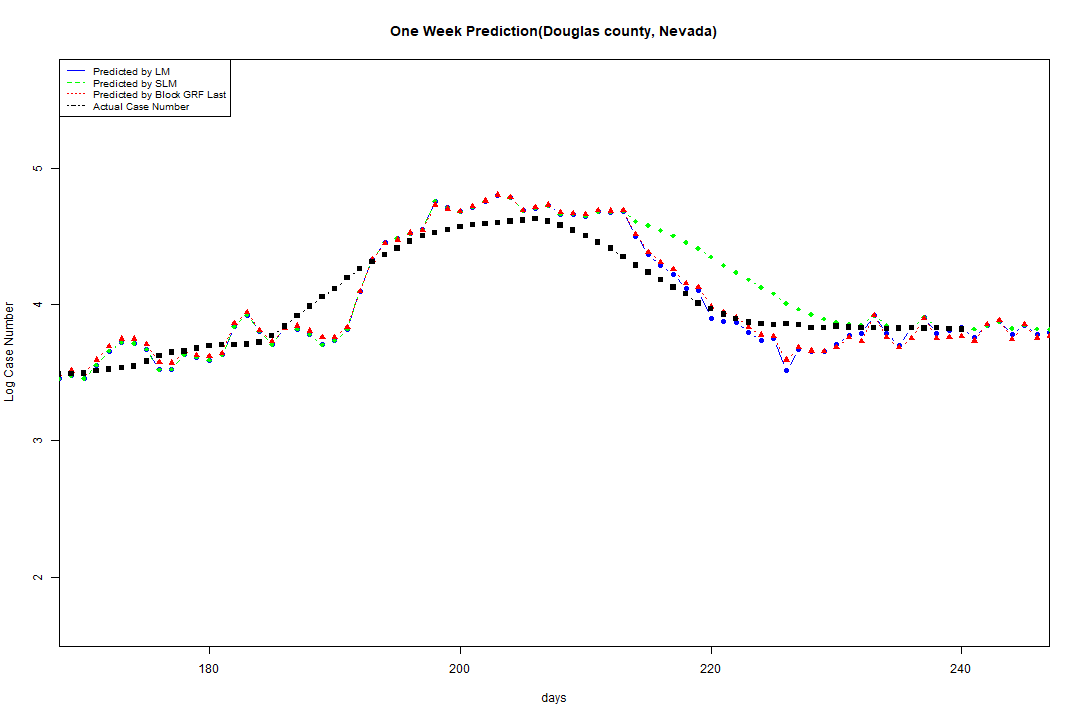 One Week Prediction(Douglas county, Nevada)
Predicted by LM
Predicted by SLM
Predicted by Block GRF Last
Actual Case Number
5
4
3
2
Log Case Number
180
200
220
240
days